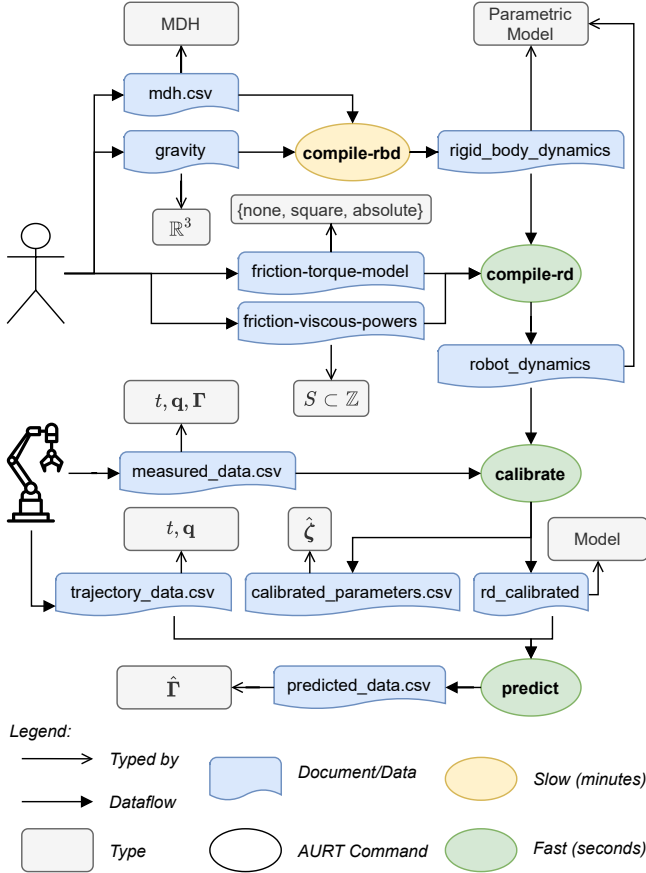 MDH
Parametric
Model
mdh.csv
gravity
compile-rbd
rigid_body_dynamics
ℝ³
{none, square, absolute}
friction-torque-model
compile-rd
friction-viscous-powers
robot_dynamics
S ⊂ ℤ
t, q, Γ
measured_data.csv
calibrate
t, q
ζ̂
Model
trajectory_data.csv
calibrated_parameters.csv
rd_calibrated
Γ̂
predicted_data.csv
predict
Legend:
Typed by
Document/Data
Slow (minutes)
Dataflow
Type
AURT Command
Fast (seconds)